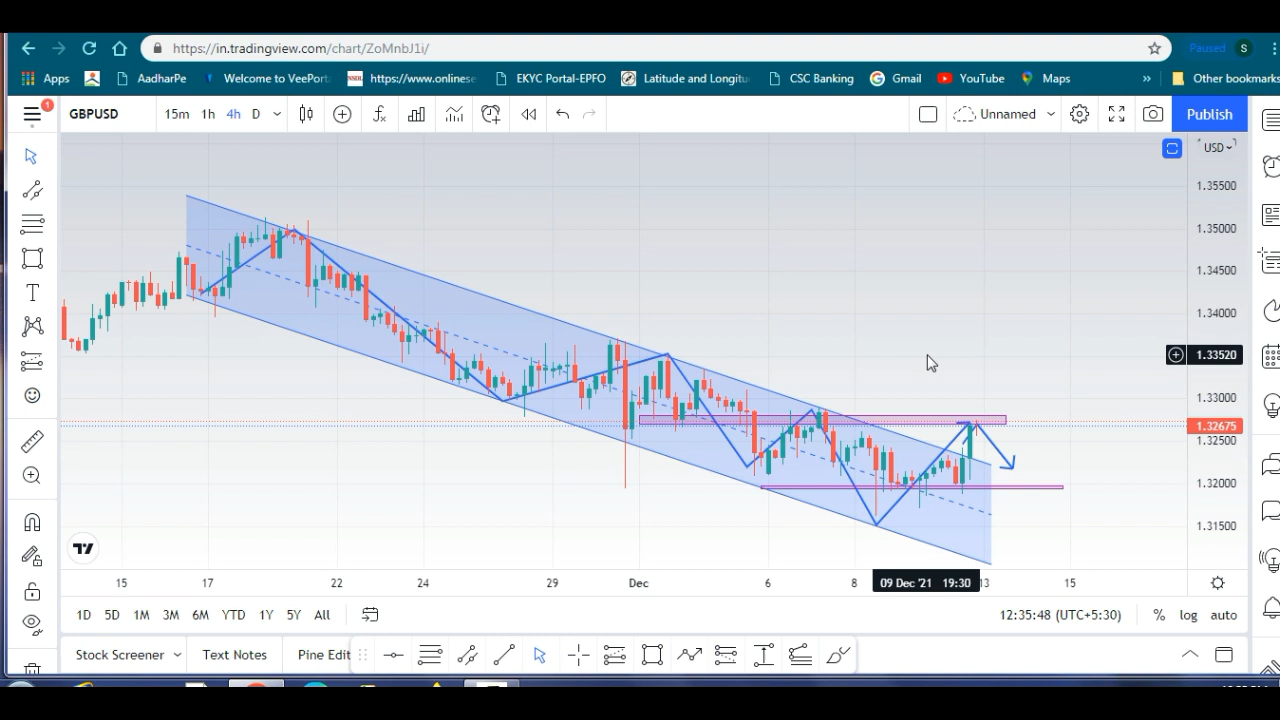 https://in.tradingview.com/chart/ZoMnbJ1i/
Paused S
Apps AadharPe Welcome to VeePort NSDL https://www.onlinese EKYC Portal-EPFO Latitude and Longitu CSC Banking Gmail YouTube Maps » Other bookmarks
1 GBPUSD 15m 1h 4h D Unnamed Publish
USD
1.35500
1.35000
1.34500
1.34000
1.33520
1.33000
1.32675
1.32500
1.32000
1.31500
15 17 22 24 29 Dec 6 8 09 Dec '21 19:30 13 15
1D 5D 1M 3M 6M YTD 1Y 5Y All 12:35:48 (UTC+5:30) % log auto
Stock Screener Text Notes Pine Edit